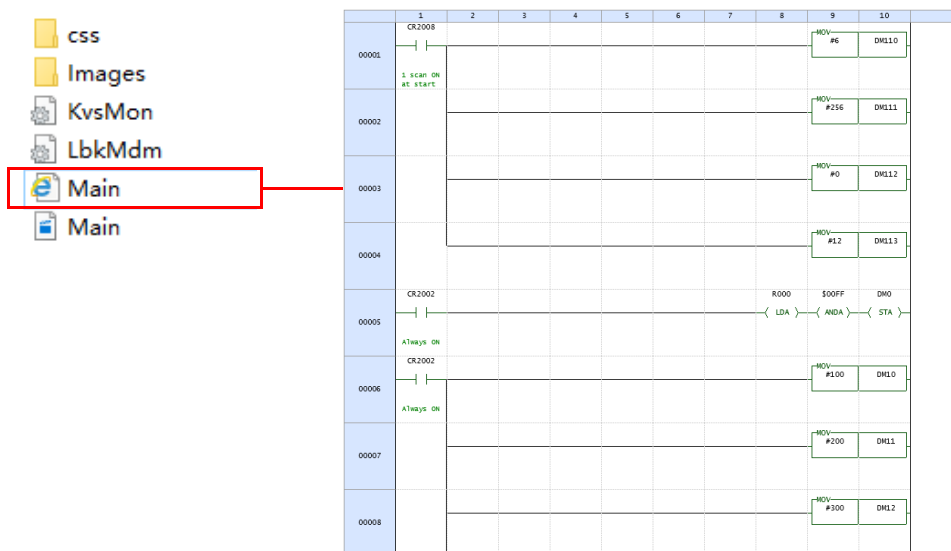 css
Images
KvsMon
LbkMdm
Main
Main
1 2 3 4 5 6 7 8 9 10
CR2008
MOV
#6 DM110
00001
1 scan ON
at start
MOV
#256 DM111
00002
MOV
#0 DM112
00003
MOV
#12 DM113
00004
CR2002 R000 $00FF DM0
LDA ANDA STA
00005
Always ON
CR2002
MOV
#100 DM10
00006
Always ON
MOV
#200 DM11
00007
MOV
#300 DM12
00008